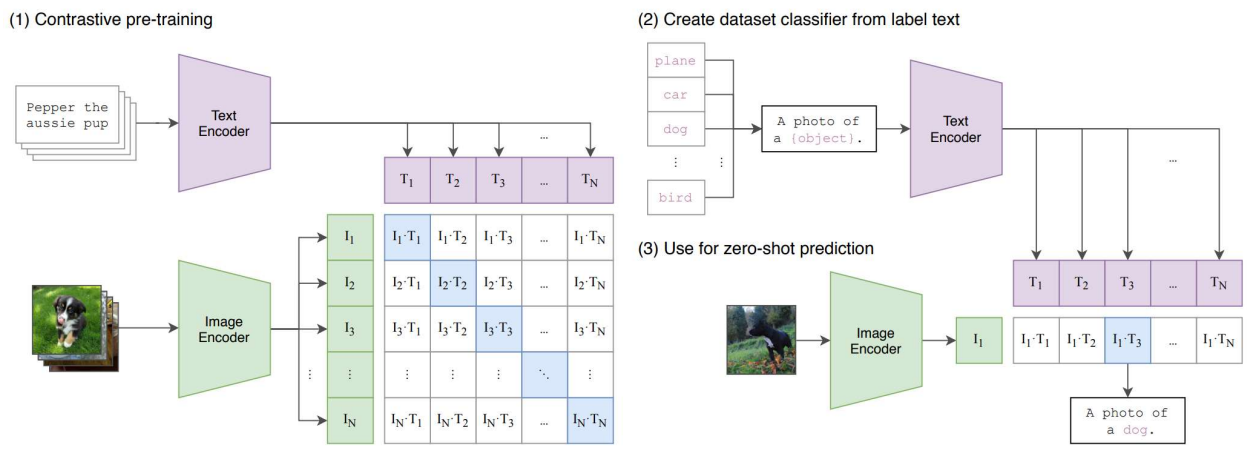 (1) Contrastive pre-training
Pepper the
aussie pup
Text
Encoder
...
T1 T2 T3 ... TN
I1 I1·T1 I1·T2 I1·T3 ... I1·TN
I2 I2·T1 I2·T2 I2·T3 ... I2·TN
Image
Encoder
I3 I3·T1 I3·T2 I3·T3 ... I3·TN
⋮ ⋮ ⋮ ⋮ ⋮ ⋱ ⋮
IN IN·T1 IN·T2 IN·T3 ... IN·TN
(2) Create dataset classifier from label text
plane
car
dog
⋮ ⋮
bird
A photo of
a {object}.
Text
Encoder
...
(3) Use for zero-shot prediction
T1 T2 T3 ... TN
Image
Encoder
I1 I1·T1 I1·T2 I1·T3 ... I1·TN
A photo of
a dog.